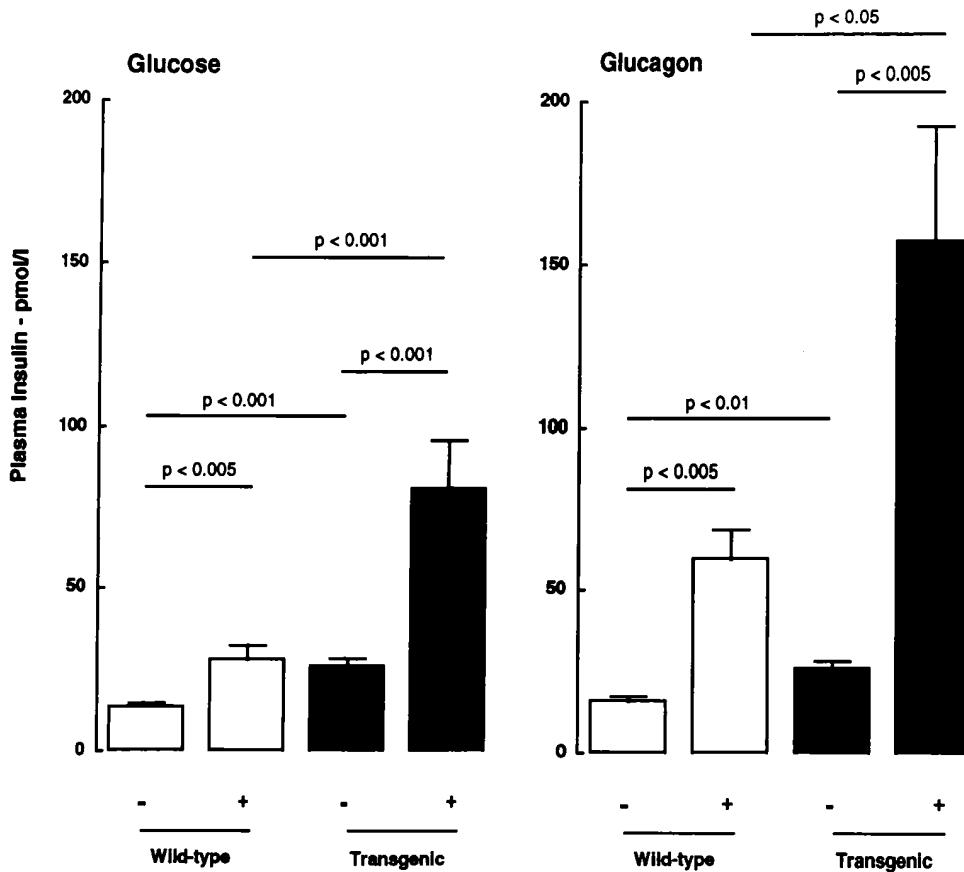 Glucose
Plasma Insulin - pmol/l
200
150
100
50
0
p < 0.001
p < 0.001
p < 0.001
p < 0.005
- + - +
Wild-type Transgenic
Glucagon
200
150
100
50
0
p < 0.05
p < 0.005
p < 0.01
p < 0.005
- + - +
Wild-type Transgenic